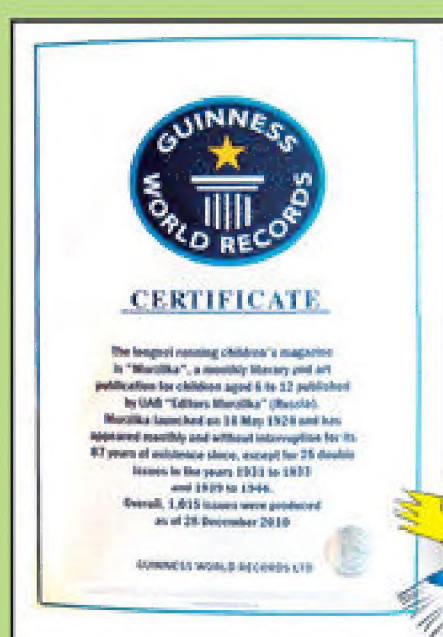 GUINNESS
WORLD RECORDS
CERTIFICATE
The longest running children's magazine
is "Murzilka", a monthly literary and art
publication for children aged 6 to 12 published
by UAB "Editors Murzilka" (Russia).
Murzilka launched on 16 May 1924 and has
appeared monthly and without interruption for its
87 years of existence since, except for 25 double
issues in the years 1931 to 1933
and 1939 to 1946.
Overall, 1,015 issues were produced
as of 28 December 2010
GUINNESS WORLD RECORDS LTD